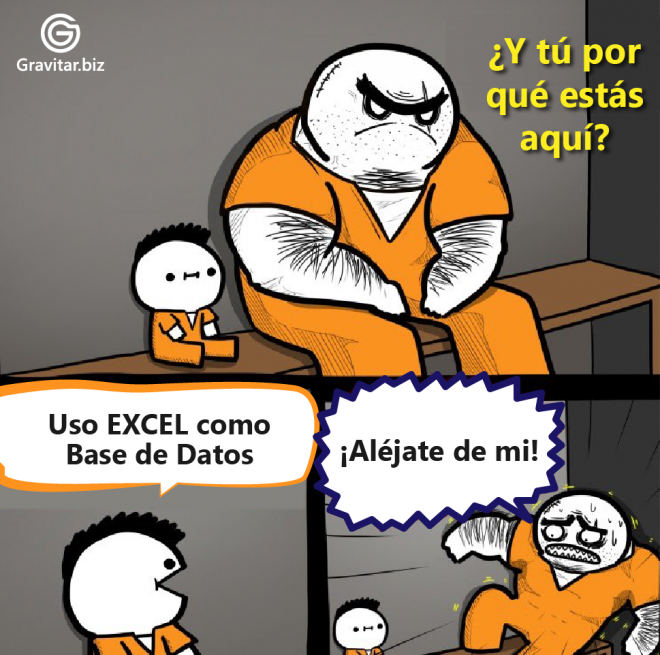 Gravitar.biz
¿Y tú por
qué estás
aquí?
Uso EXCEL como
Base de Datos
¡Aléjate de mi!